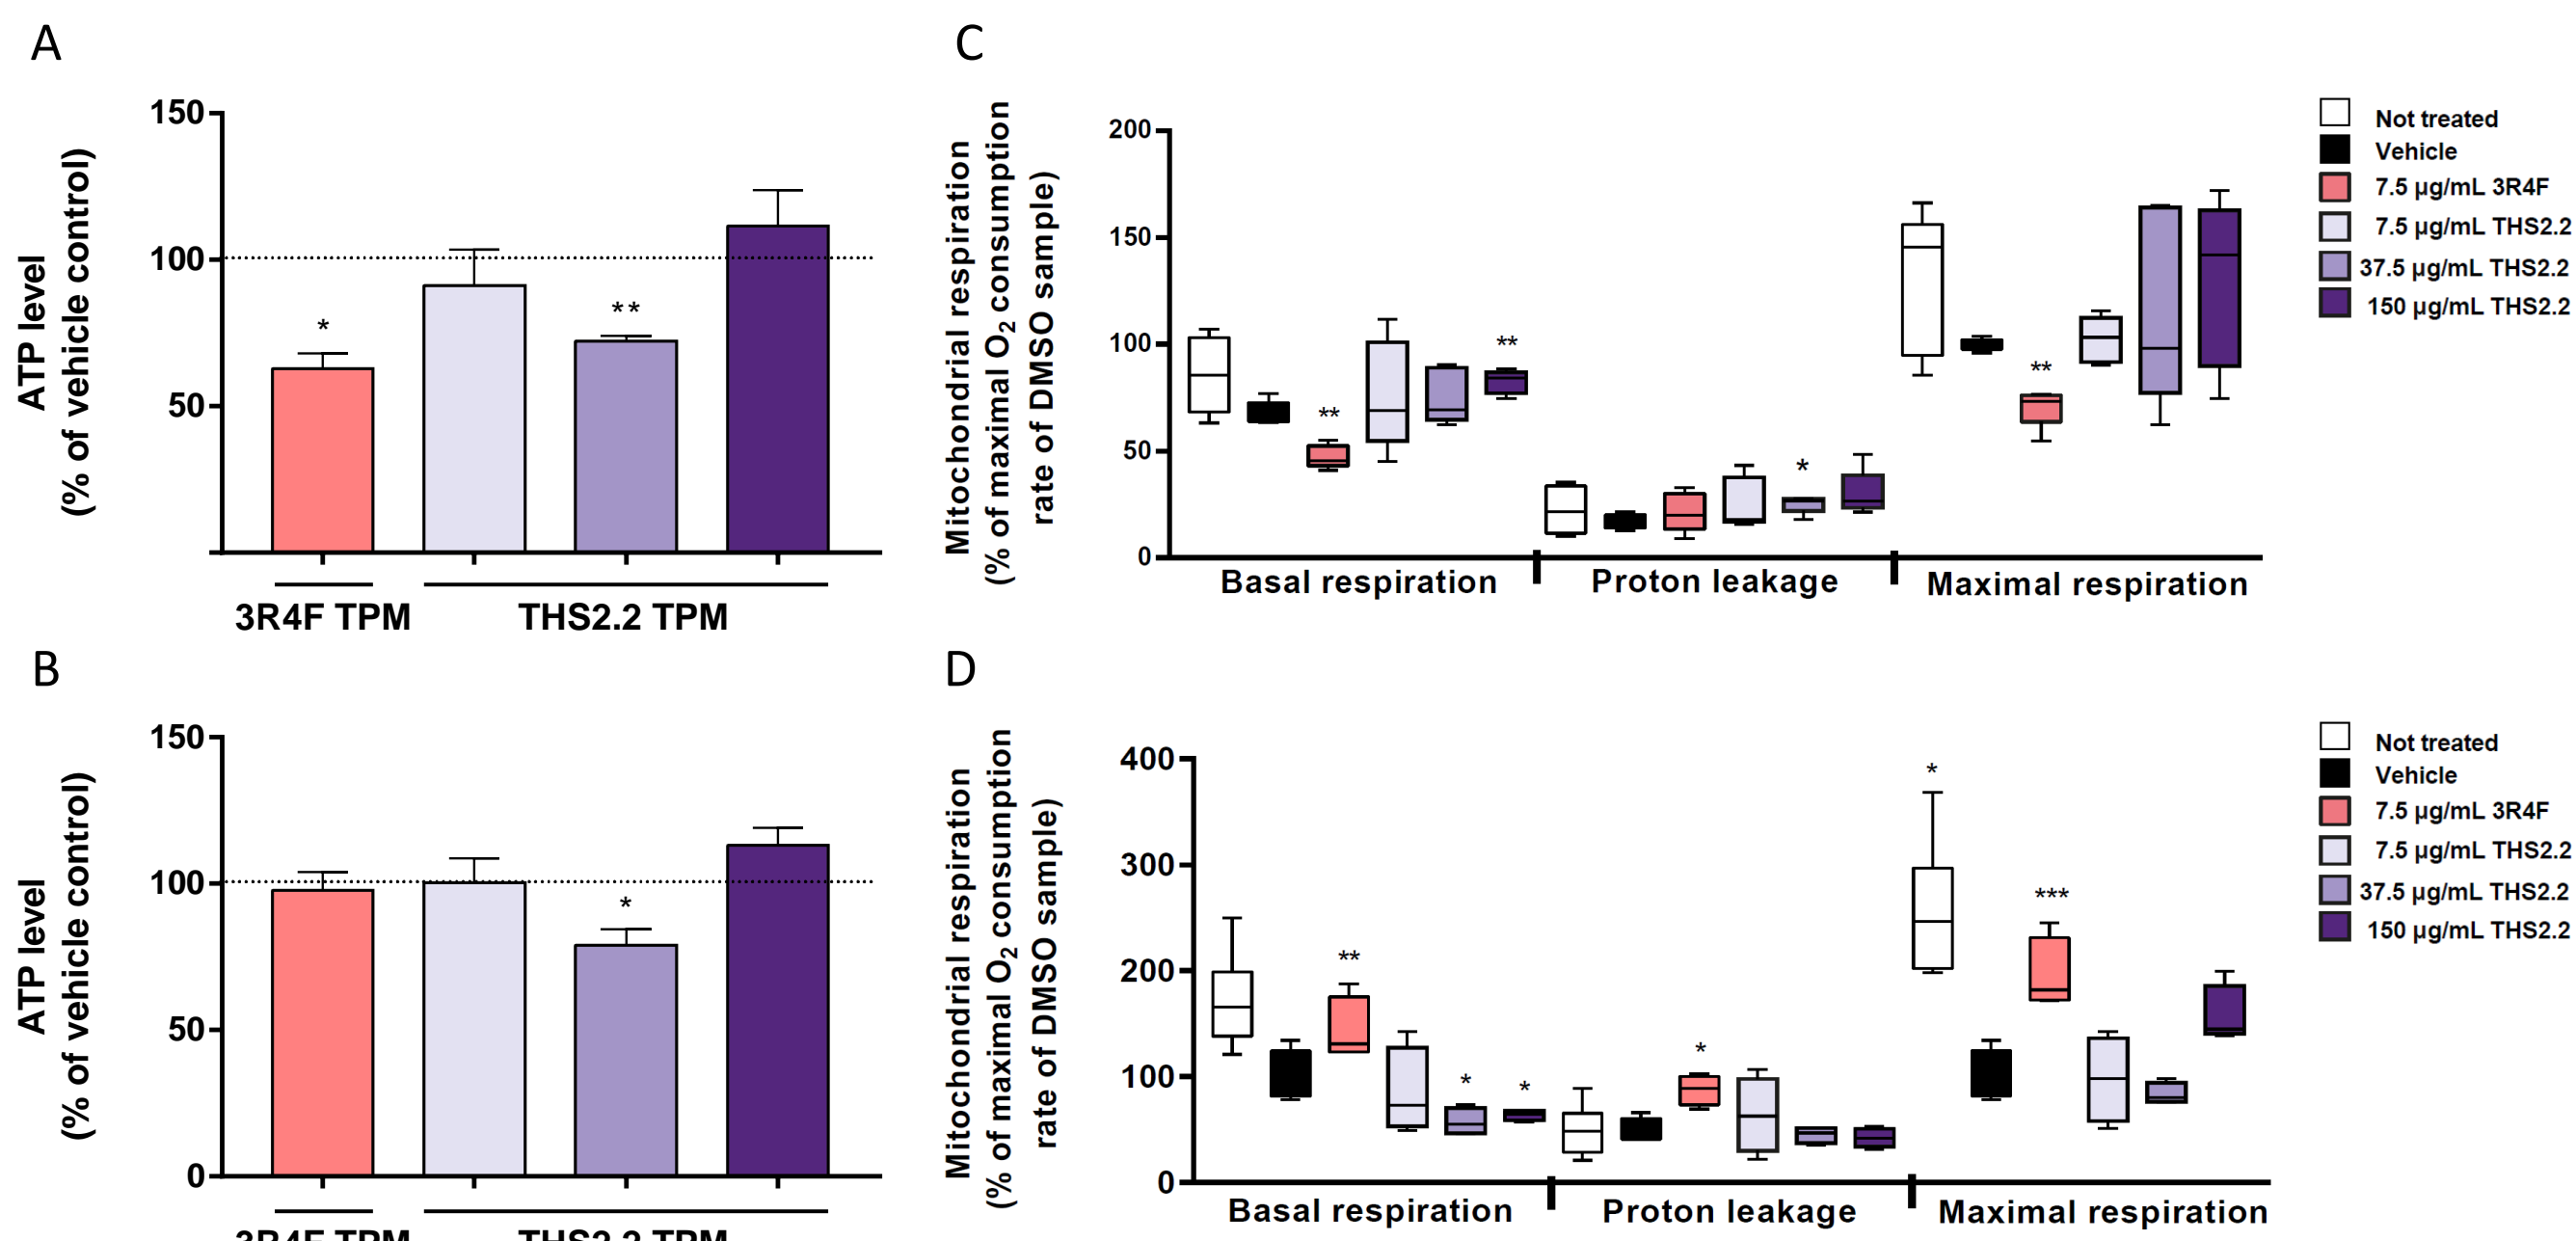 A
150
100
50
ATP level
(% of vehicle control)
*
**
3R4F TPM
THS2.2 TPM
C
200
150
100
50
0
Mitochondrial respiration
(% of maximal O2 consumption
rate of DMSO sample)
**
**
*
**
Basal respiration
Proton leakage
Maximal respiration
Not treated
Vehicle
7.5 µg/mL 3R4F
7.5 µg/mL THS2.2
37.5 µg/mL THS2.2
150 µg/mL THS2.2
B
150
100
50
0
ATP level
(% of vehicle control)
*
3R4F TPM
THS2.2 TPM
D
400
300
200
100
0
Mitochondrial respiration
(% of maximal O2 consumption
rate of DMSO sample)
**
*
*
*
*
***
Basal respiration
Proton leakage
Maximal respiration
Not treated
Vehicle
7.5 µg/mL 3R4F
7.5 µg/mL THS2.2
37.5 µg/mL THS2.2
150 µg/mL THS2.2